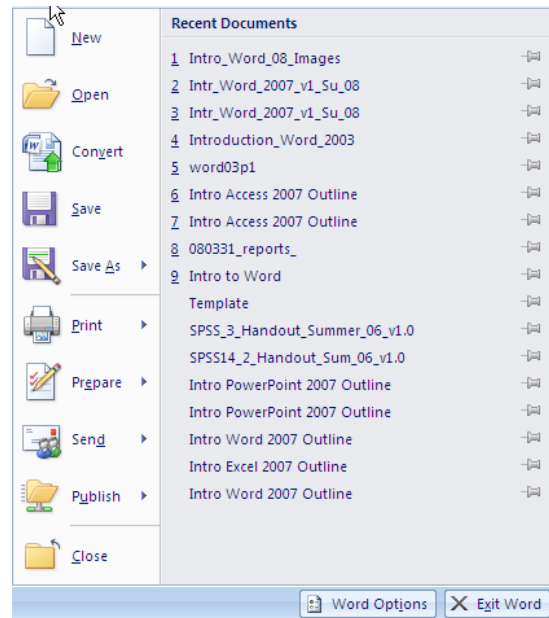 New
Open
Convert
Save
Save As
Print
Prepare
Send
Publish
Close
Recent Documents
1 Intro_Word_08_Images
2 Intr_Word_2007_v1_Su_08
3 Intr_Word_2007_v1_Su_08
4 Introduction_Word_2003
5 word03p1
6 Intro Access 2007 Outline
7 Intro Access 2007 Outline
8 080331_reports_
9 Intro to Word
Template
SPSS_3_Handout_Summer_06_v1.0
SPSS14_2_Handout_Sum_06_v1.0
Intro PowerPoint 2007 Outline
Intro PowerPoint 2007 Outline
Intro Word 2007 Outline
Intro Excel 2007 Outline
Intro Word 2007 Outline
Word Options
Exit Word